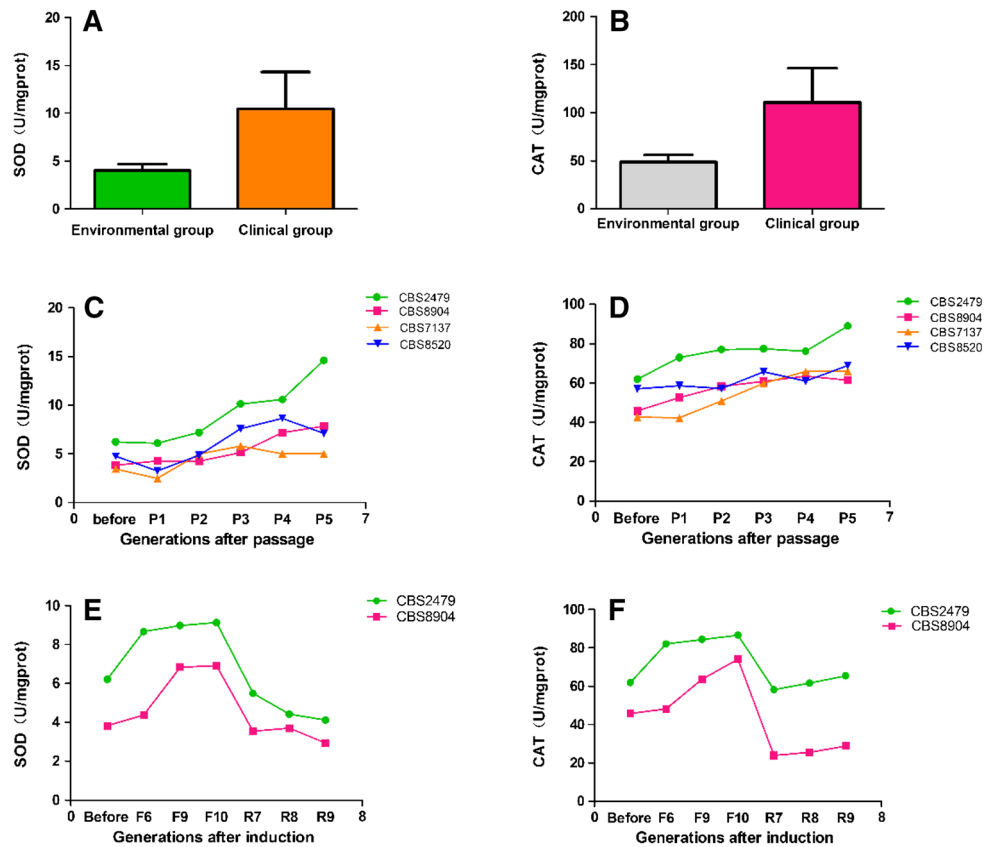 A
SOD (U/mgprot)
20
15
10
5
0
Environmental group
Clinical group
B
CAT (U/mgprot)
200
150
100
50
0
Environmental group
Clinical group
C
SOD (U/mgprot)
20
15
10
5
0
0 before P1 P2 P3 P4 P5 7
Generations after passage
CBS2479
CBS8904
CBS7137
CBS8520
D
CAT (U/mgprot)
100
80
60
40
20
0
0 Before P1 P2 P3 P4 P5 7
Generations after passage
CBS2479
CBS8904
CBS7137
CBS8520
E
SOD (U/mgprot)
10
8
6
4
2
0
0 Before F6 F9 F10 R7 R8 R9 8
Generations after induction
CBS2479
CBS8904
F
CAT (U/mgprot)
100
80
60
40
20
0
0 Before F6 F9 F10 R7 R8 R9 8
Generations after induction
CBS2479
CBS8904